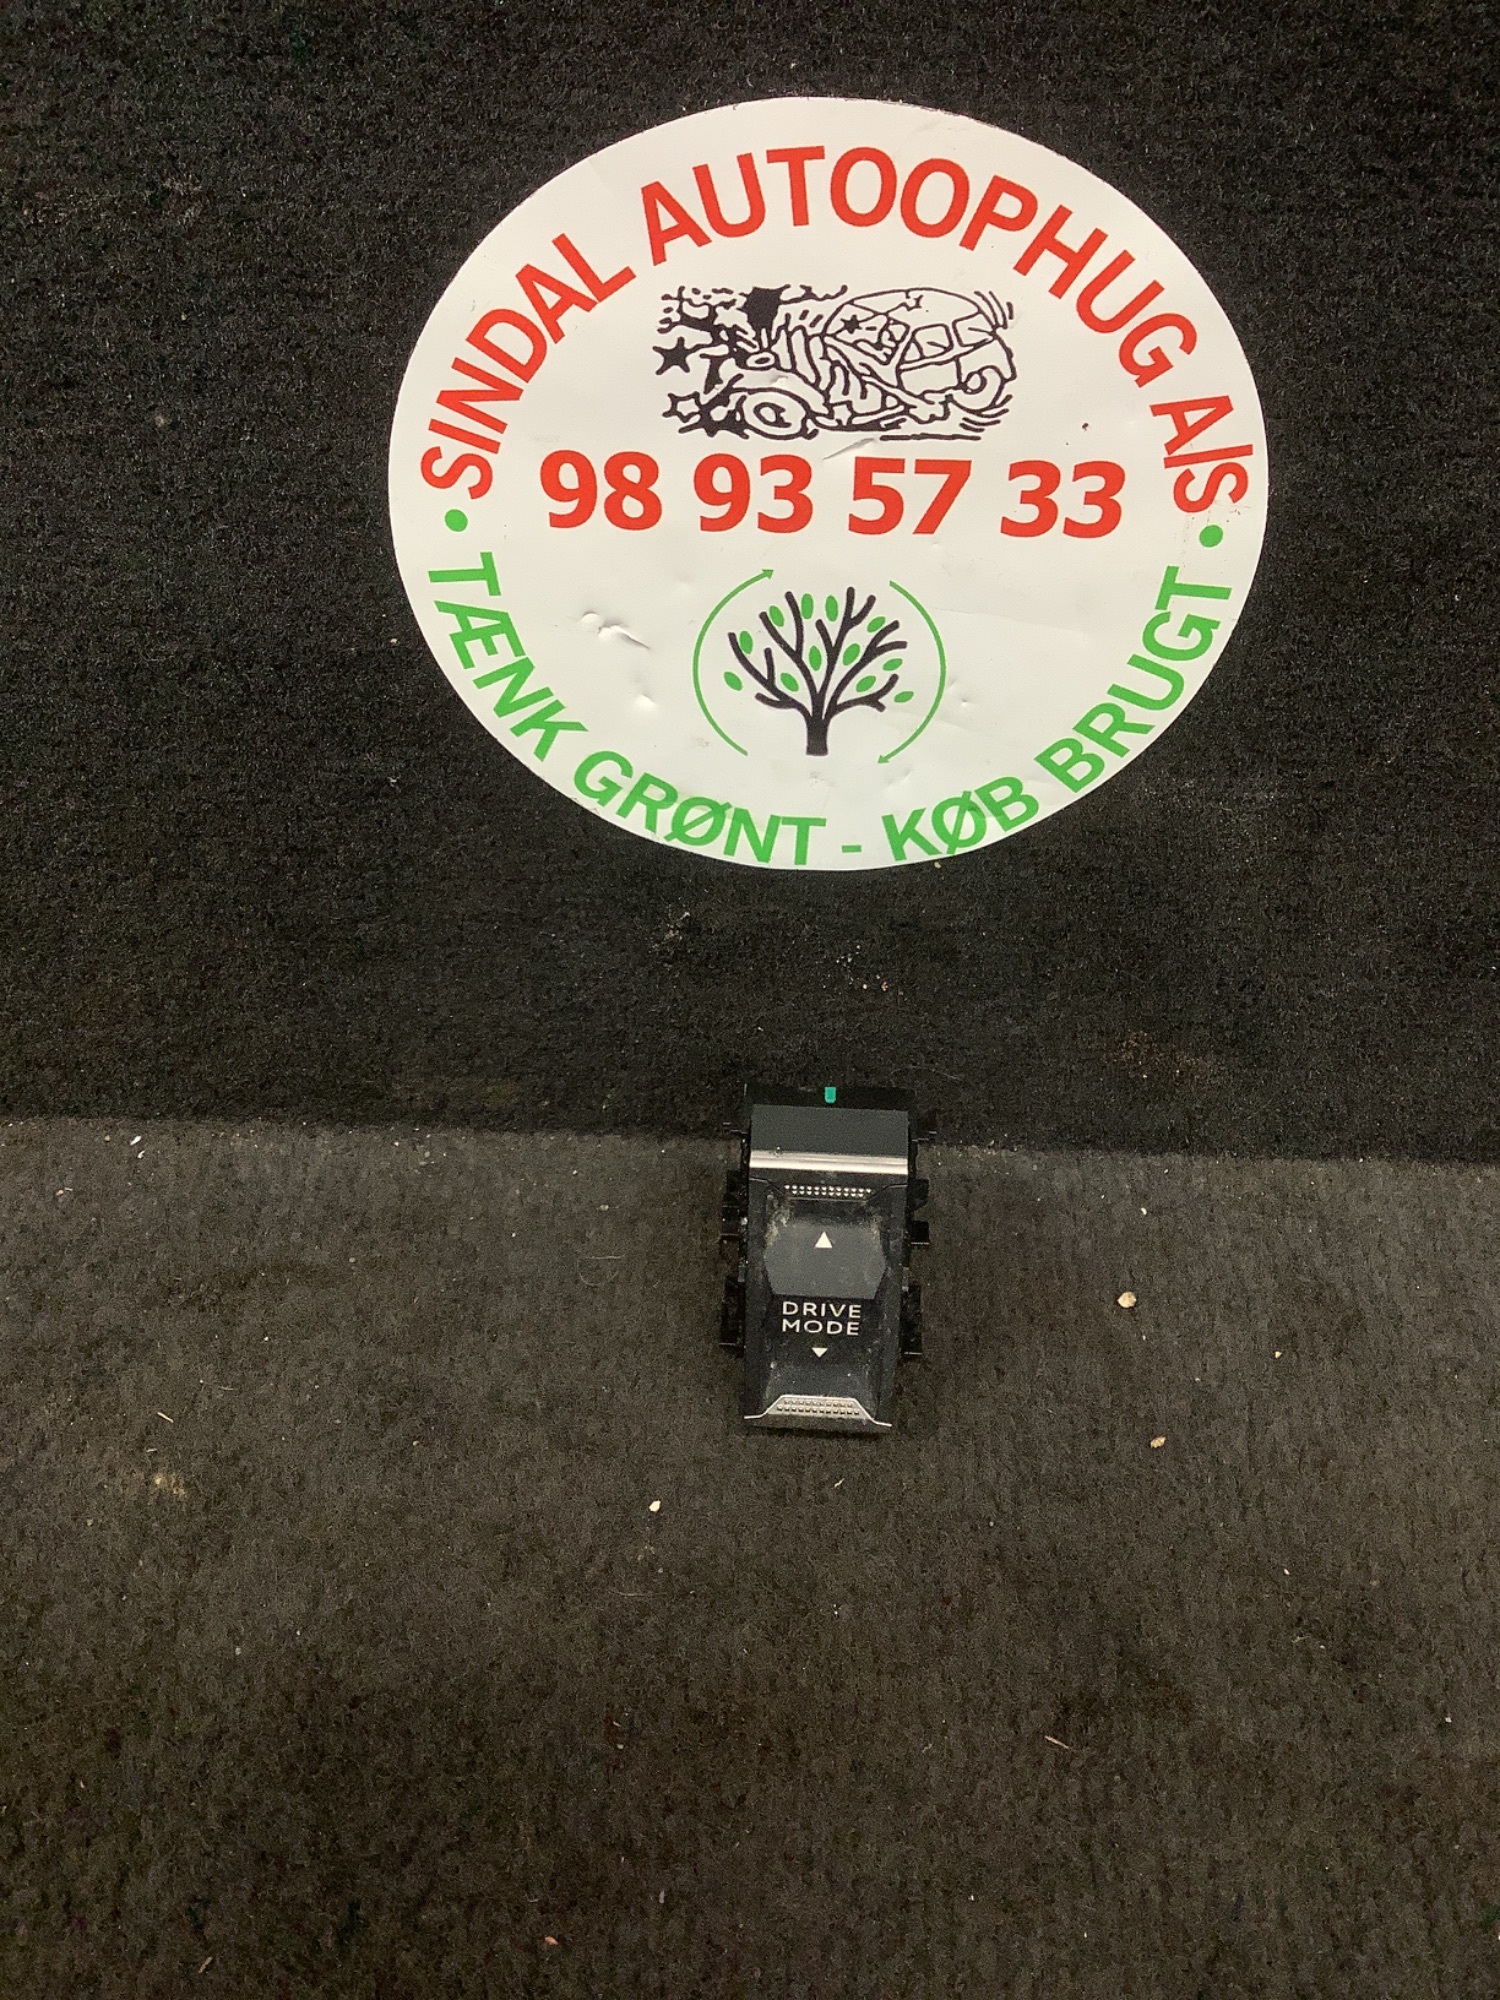 SINDAL AUTOOPHUG A/S
98 93 57 33
TÆNK GRØNT - KØB BRUGT
DRIVE
MODE